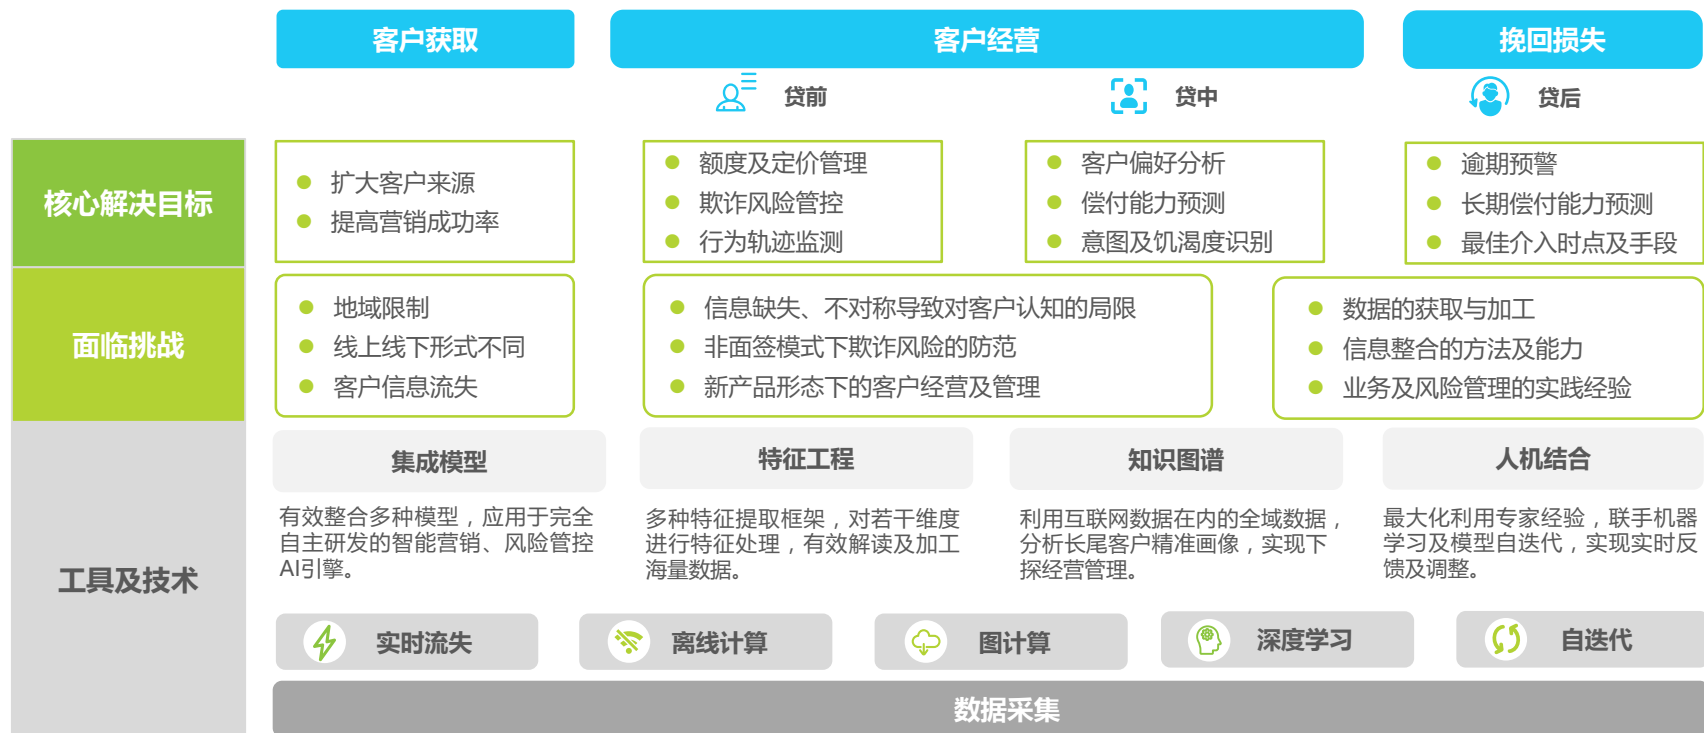 客户获取
客户经营
挽回损失
贷前
贷中
贷后
核心解决目标
扩大客户来源
提高营销成功率
额度及定价管理
欺诈风险管控
行为轨迹监测
客户偏好分析
偿付能力预测
意图及饥渴度识别
逾期预警
长期偿付能力预测
最佳介入时点及手段
面临挑战
地域限制
线上线下形式不同
客户信息流失
信息缺失、不对称导致对客户认知的局限
非面签模式下欺诈风险的防范
新产品形态下的客户经营及管理
数据的获取与加工
信息整合的方法及能力
业务及风险管理的实践经验
工具及技术
集成模型
有效整合多种模型，应用于完全
自主研发的智能营销、风险管控
AI引擎。
特征工程
多种特征提取框架，对若干维度
进行特征处理，有效解读及加工
海量数据。
知识图谱
利用互联网数据在内的全域数据，
分析长尾客户精准画像，实现下
探经营管理。
人机结合
最大化利用专家经验，联手机器
学习及模型自迭代，实现实时反
馈及调整。
实时流失
离线计算
图计算
深度学习
自迭代
数据采集